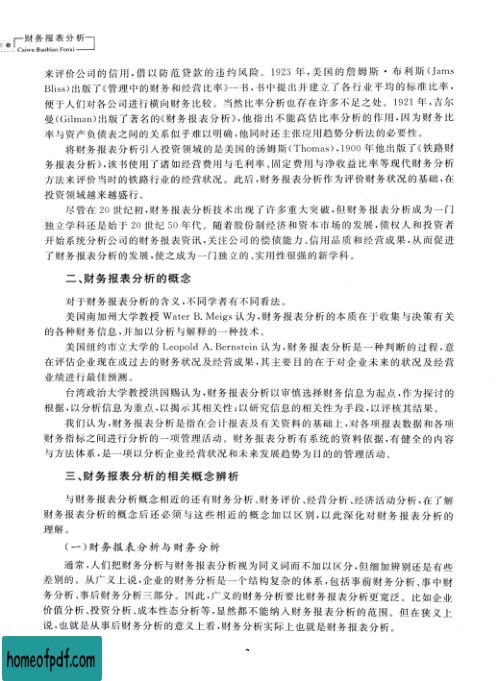 财务报表分析
Caiwu Baobiao Fenxi
来评价公司的信用,借以防范贷款的违约风险。1923 年,美国的詹姆斯·布利斯(Jams
Bliss)出版了《管理中的财务和经营比率》一书,书中提出并建立了各行业平均的标准比率,
便于人们对各公司进行横向财务比较。当然比率分析也存在许多不足之处。1921 年,吉尔
曼(Gilman)出版了著名的《财务报表分析》,他指出不能高估比率分析的作用,因为财务比
率与资产负债表之间的关系似乎难以明确,他同时还主张应用趋势分析法的必要性。
将财务报表分析引入投资领域的是美国的汤姆斯(Thomas),1900 年他出版了《铁路财
务报表分析》,该书使用了诸如经营费用与毛利率、固定费用与净收益比率等现代财务分析
方法来评价当时的铁路行业的经营状况。此后,财务报表分析作为评价财务状况的基础,在
投资领域越来越盛行。
尽管在 20 世纪初,财务报表分析技术出现了许多重大突破,但财务报表分析成为一门
独立学科还是始于 20 世纪 50 年代。随着股份制经济和资本市场的发展,债权人和投资者
开始系统分析公司的财务报表资讯,关注公司的偿债能力、信用品质和经营成果,从而促进
了财务报表分析的发展,使之成为一门独立的、实用性很强的新学科。
二、财务报表分析的概念
对于财务报表分析的含义,不同学者有不同看法。
美国南加州大学教授 Water B. Meigs 认为,财务报表分析的本质在于收集与决策有关
的各种财务信息,并加以分析与解释的一种技术。
美国纽约市立大学的 Leopold A. Bernstein 认为,财务报表分析是一种判断的过程,意
在评估企业现在或过去的财务状况及经营成果,其主要目的在于对企业未来的状况及经营
业绩进行最佳预测。
台湾政治大学教授洪国赐认为,财务报表分析以审慎选择财务信息为起点,作为探讨的
根据,以分析信息为重点,以揭示其相关性;以研究信息的相关性为手段,以评核其结果。
我们认为,财务报表分析是指在会计报表及有关资料的基础上,对各项报表数据和各项
财务指标之间进行分析的一项管理活动。财务报表分析有系统的资料依据,有健全的内容
与方法体系,是一项以分析企业经营状况和未来发展趋势为目的的管理活动。
三、财务报表分析的相关概念辨析
与财务报表分析概念相近的还有财务分析、财务评价、经营分析、经济活动分析,在了解
财务报表分析的概念后还必须与这些相近的概念加以区别,以此深化对财务报表分析的
理解。
(一)财务报表分析与财务分析
通常,人们把财务分析与财务报表分析视为同义词而不加以区分,但细加辨别还是有些
差别的。从广义上说,企业的财务分析是一个结构复杂的体系,包括事前财务分析、事中财
务分析、事后财务分析三部分。因此,广义的财务分析要比财务报表分析更宽泛。比如企业
价值分析、投资分析、成本性态分析等,显然都不能纳入财务报表分析的范围。但在狭义上
说,也就是从事后财务分析的意义上看,财务分析实际上也就是财务报表分析。
homeofpdf.com